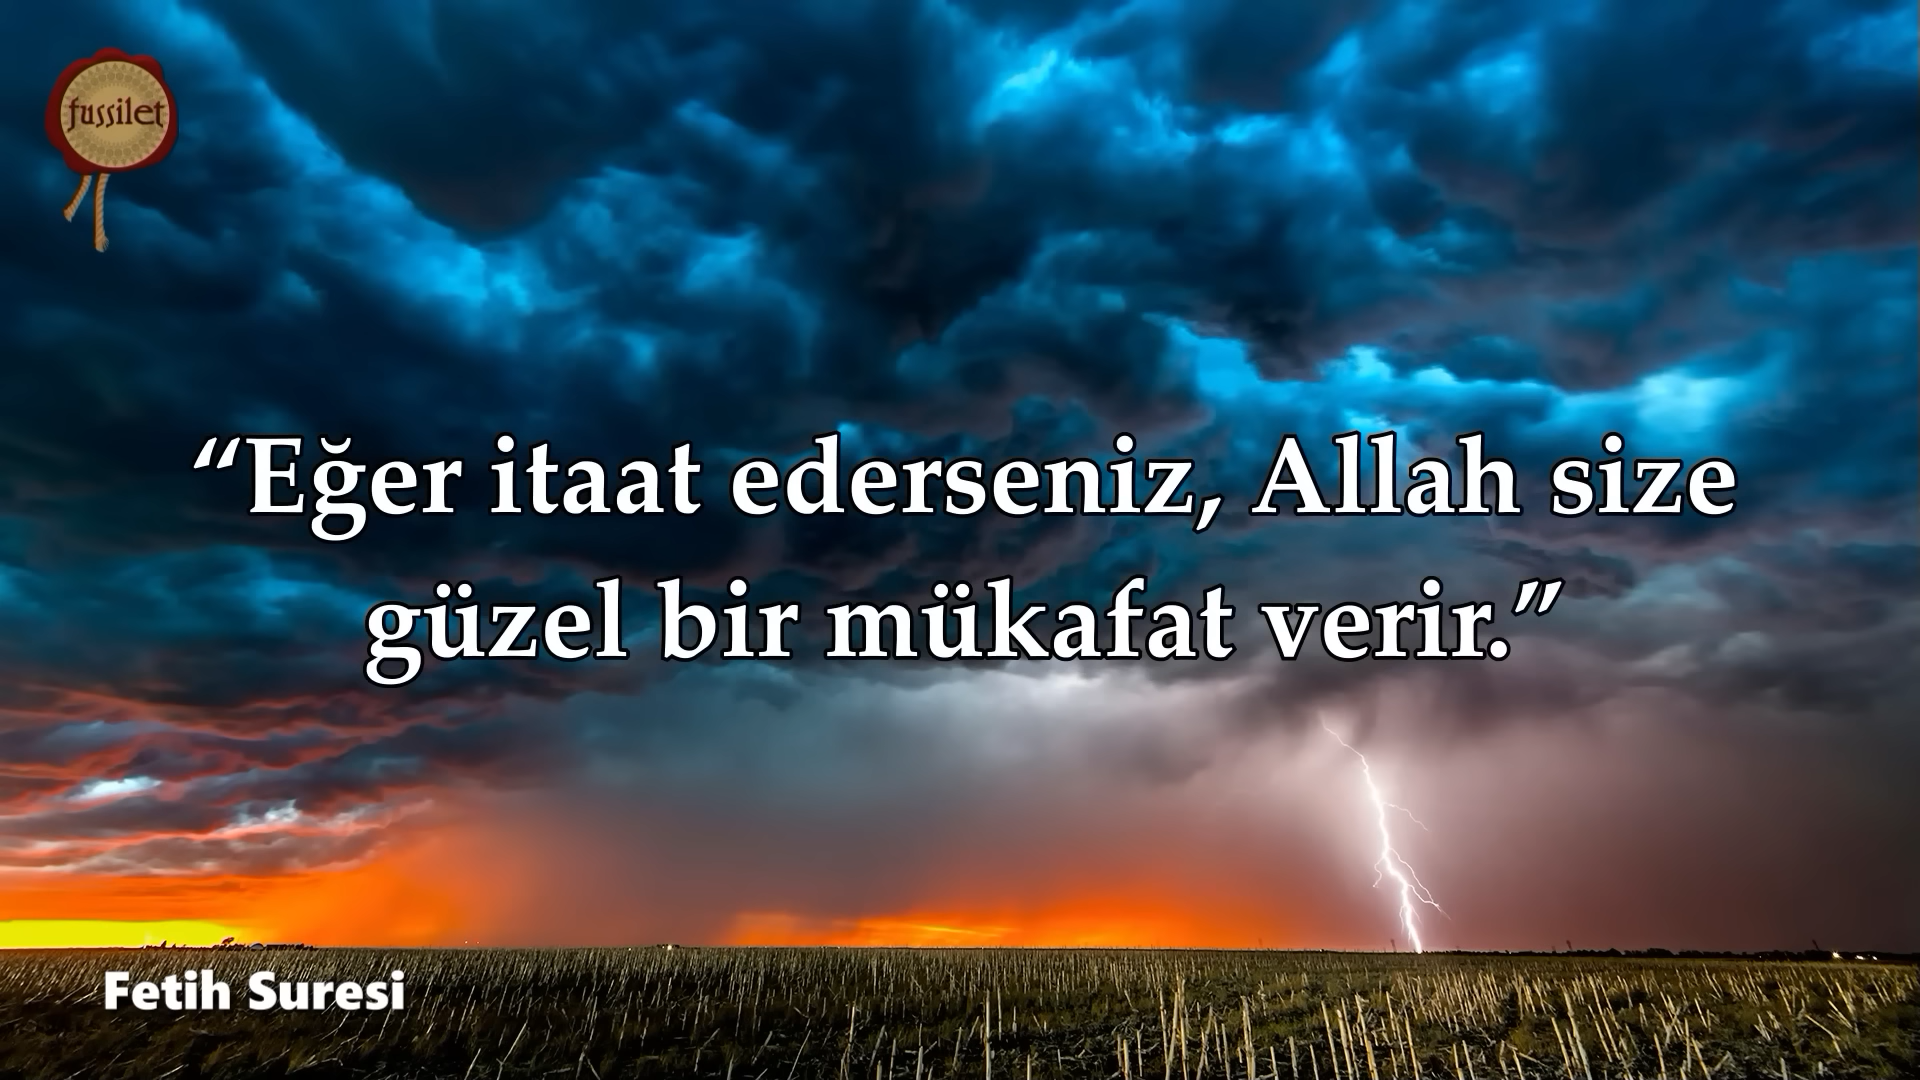 fussilet
“Eğer itaat ederseniz, Allah size
güzel bir mükafat verir.”
Fetih Suresi